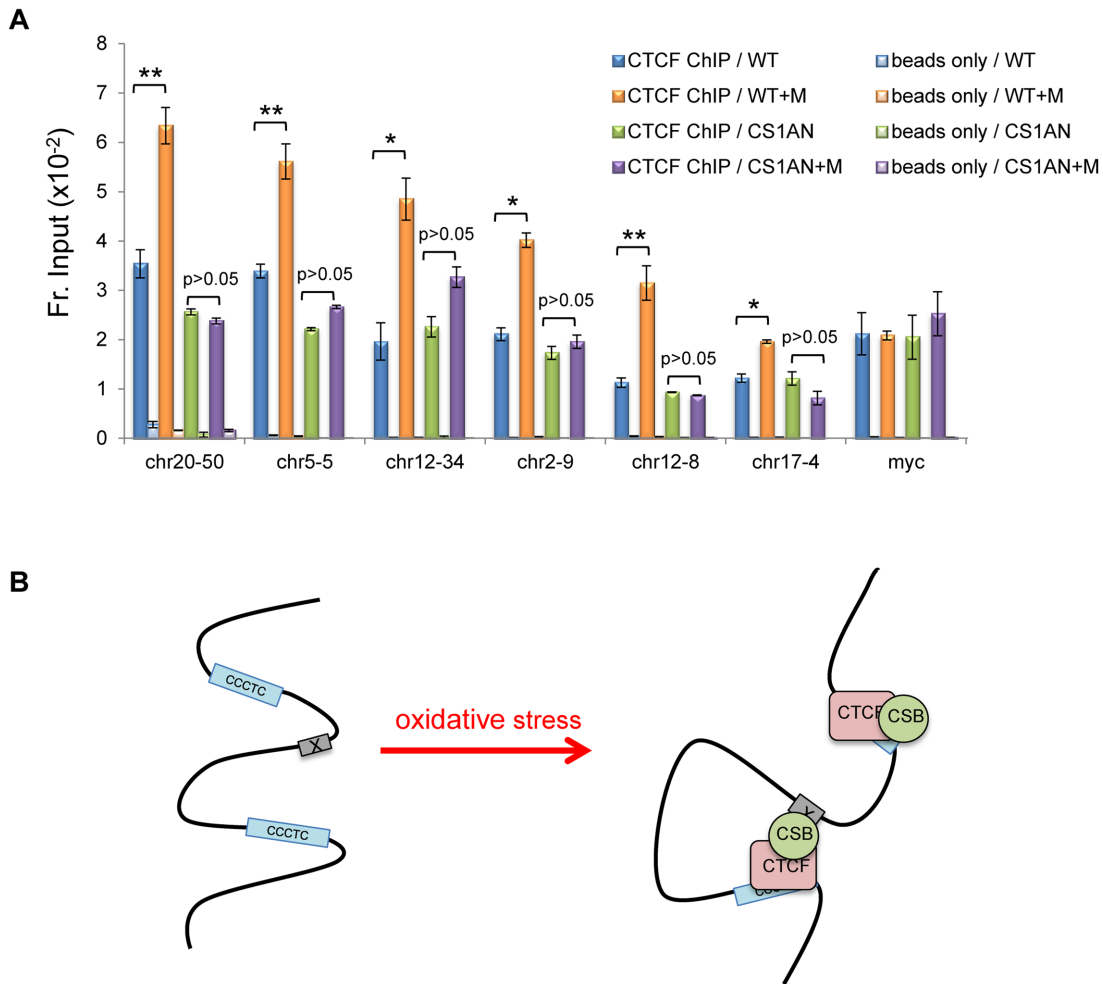 A
Fr. Input (x10-2)
8
7
6
5
4
3
2
1
0
CTCF ChIP / WT
beads only / WT
CTCF ChIP / WT+M
beads only / WT+M
CTCF ChIP / CS1AN
beads only / CS1AN
CTCF ChIP / CS1AN+M
beads only / CS1AN+M
**
p>0.05
**
p>0.05
*
p>0.05
*
p>0.05
**
p>0.05
*
p>0.05
chr20-50
chr5-5
chr12-34
chr2-9
chr12-8
chr17-4
myc
B
CCCTC
X
CCCTC
oxidative stress
CTCF
CSB
X
CSB
CTCF